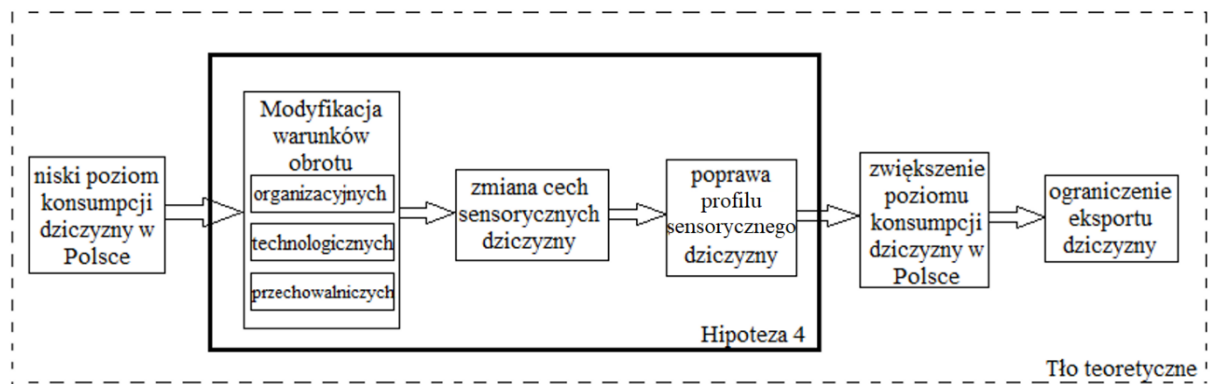 niski poziom
konsumpcji
dziczyzny w
Polsce
Modyfikacja
warunków
obrotu
organizacyjnych
technologicznych
przechowalniczych
zmiana cech
sensorycznych
dziczyzny
poprawa
profilu
sensorycznego
dziczyzny
zwiększenie
poziomu
konsumpcji
dziczyzny w
Polsce
ograniczenie
eksportu
dziczyzny
Hipoteza 4
Tło teoretyczne